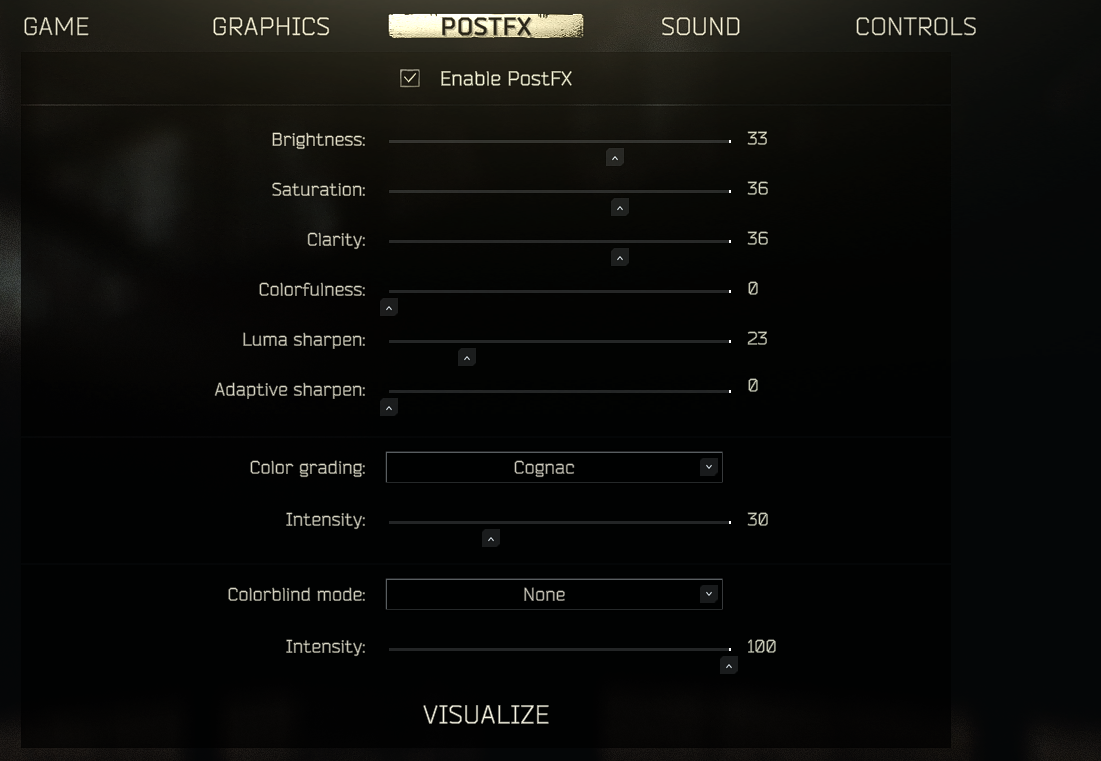 GAME GRAPHICS POSTFX SOUND CONTROLS
Enable PostFX
Brightness: 33
Saturation: 36
Clarity: 36
Colorfulness: 0
Luma sharpen: 23
Adaptive sharpen: 0
Color grading: Cognac
Intensity: 30
Colorblind mode: None
Intensity: 100
VISUALIZE